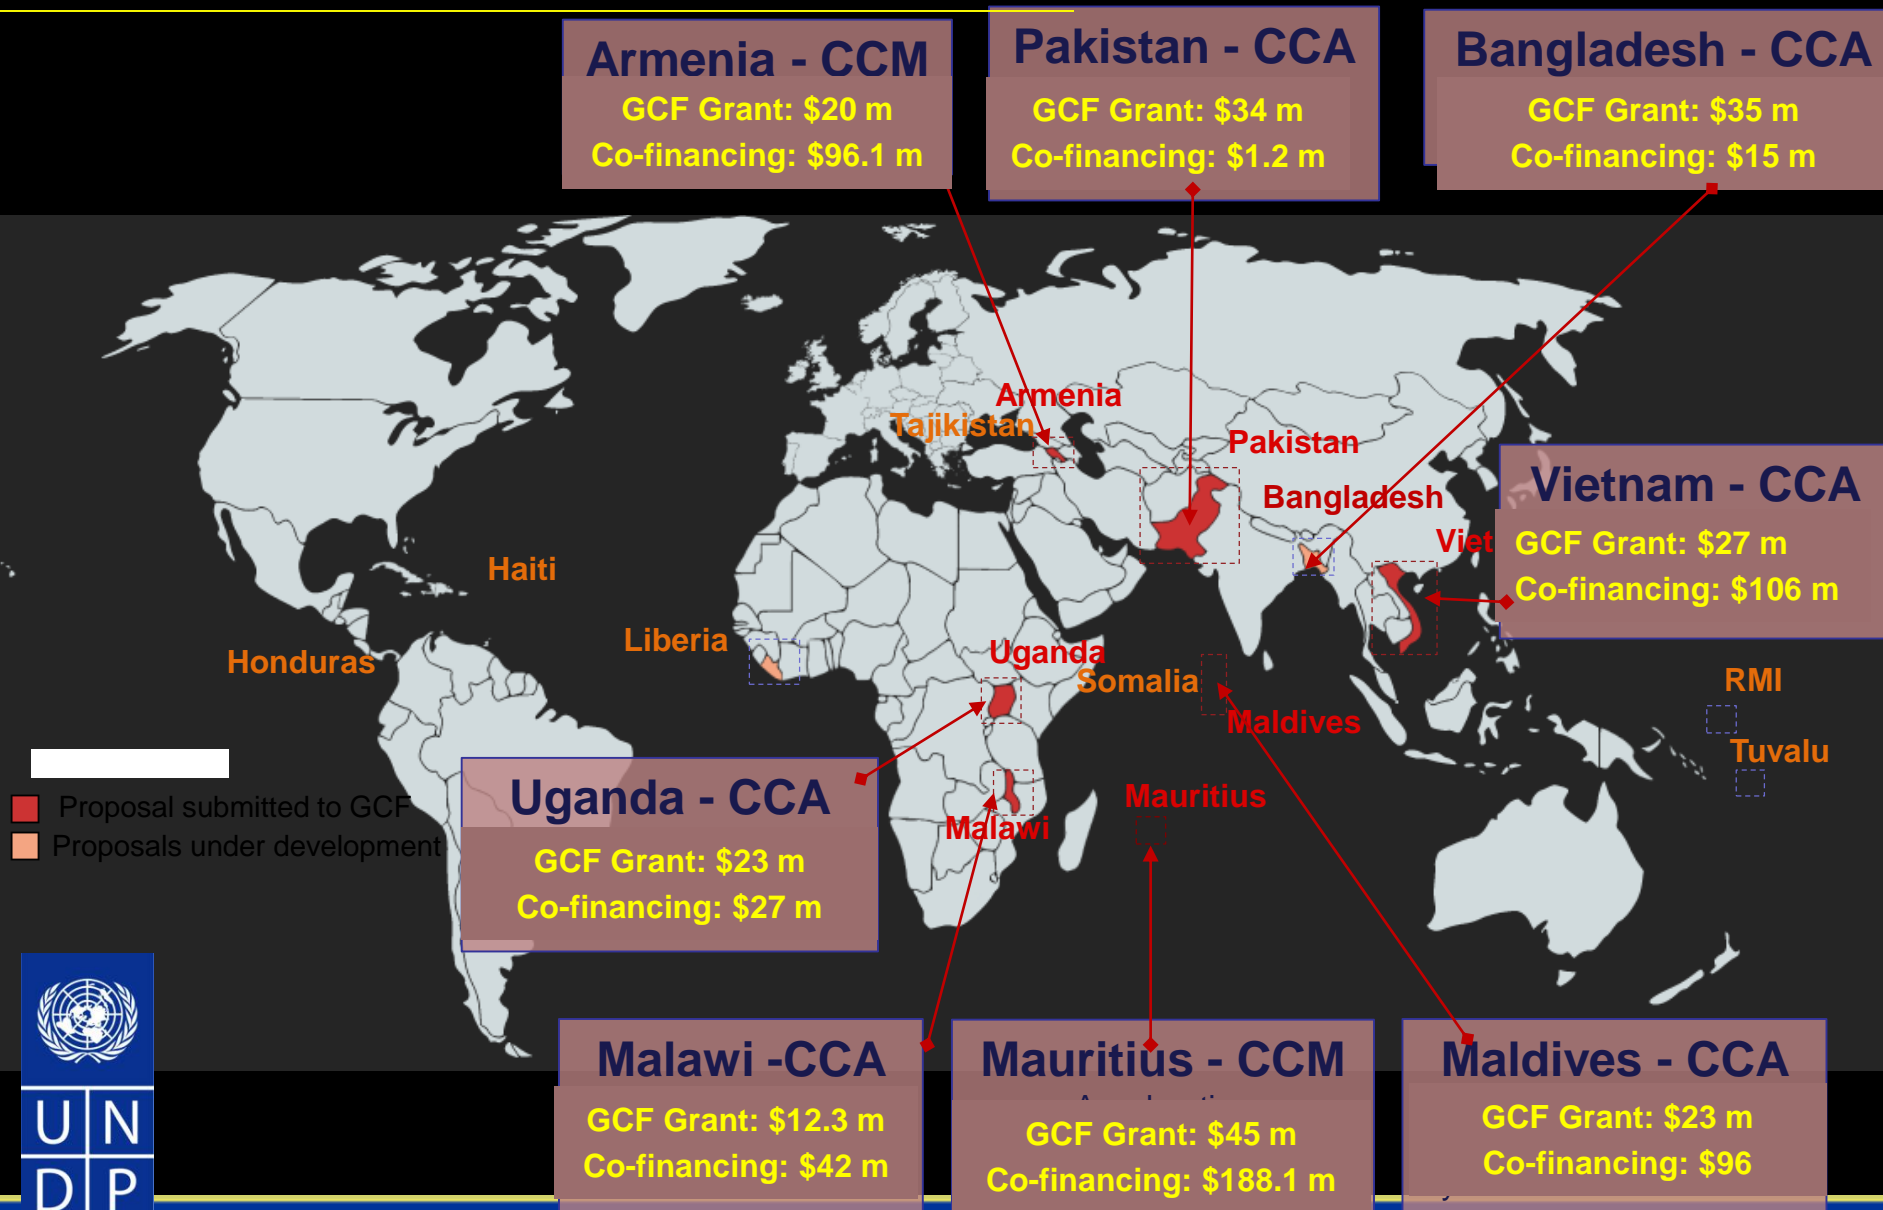 Armenia - CCM
GCF Grant: $20 m
Co-financing: $96.1 m
Pakistan - CCA
GCF Grant: $34 m
Co-financing: $1.2 m
Bangladesh - CCA
GCF Grant: $35 m
Co-financing: $15 m
Armenia
Tajikistan
Pakistan
Bangladesh
Viet
Vietnam - CCA
GCF Grant: $27 m
Co-financing: $106 m
Haiti
Liberia
Honduras
Uganda
Somalia
Maldives
RMI
Tuvalu
Mauritius
Malawi
Proposal submitted to GCF
Proposals under development
Uganda - CCA
GCF Grant: $23 m
Co-financing: $27 m
Malawi -CCA
GCF Grant: $12.3 m
Co-financing: $42 m
Mauritius - CCM
GCF Grant: $45 m
Co-financing: $188.1 m
Maldives - CCA
GCF Grant: $23 m
Co-financing: $96
U N
D P